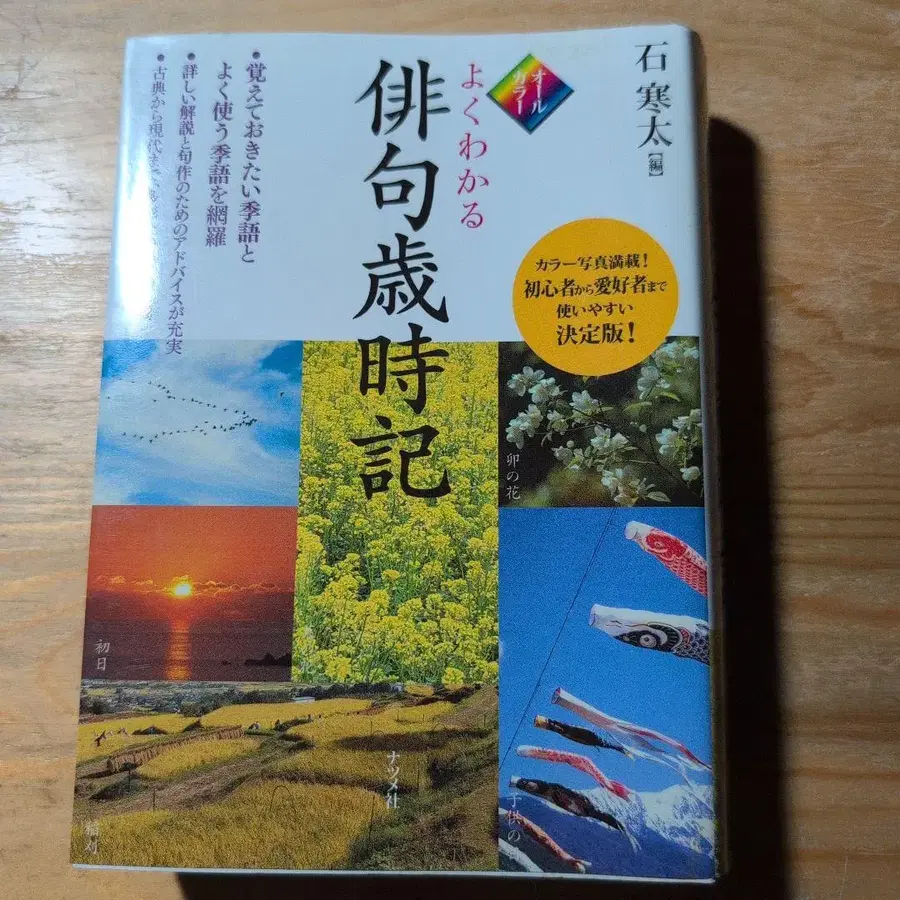 石 寒太【編】
オール
カラー
よくわかる
俳句歳時記
・覚えておきたい季語と
よく使う季語を網羅
・詳しい解説と句作のためのアドバイスが充実
・古典から現代まで
カラー写真満載!
初心者から愛好者まで
使いやすい
決定版!
卯の花
初日
稲刈
子供の
ナツメ社